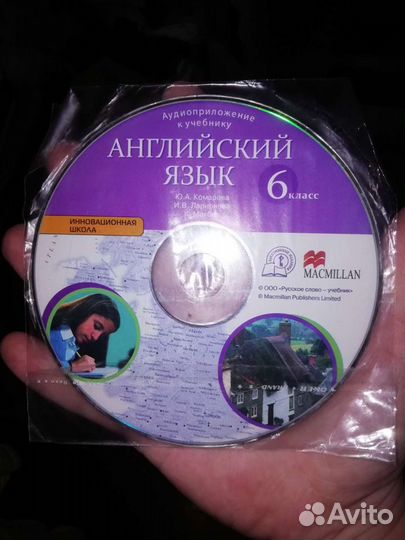 Аудиоприложение
к учебнику
АНГЛИЙСКИЙ
ЯЗЫК
6 класс
Ю.А. Комарова
И.В. Ларионова
ИННОВАЦИОННАЯ
ШКОЛА
MACMILLAN
© ООО «Русское слово – учебник»
© Macmillan Publishers Limited
Avito